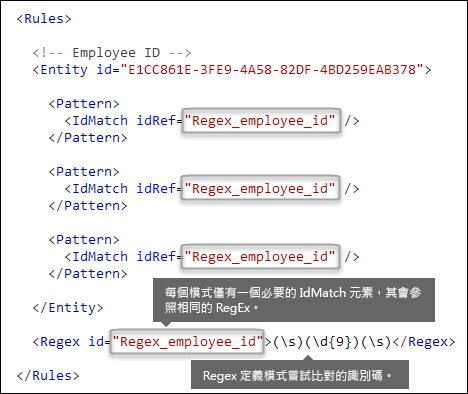 <Rules>
<!-- Employee ID -->
<Entity id="E1CC861E-3FE9-4A58-82DF-4BD259EAB378">
<Pattern>
<IdMatch idRef="Regex_employee_id" />
</Pattern>
<Pattern>
<IdMatch idRef="Regex_employee_id" />
</Pattern>
<Pattern>
<IdMatch idRef="Regex_employee_id" />
</Pattern>
每個模式僅有一個必要的 IdMatch 元素，其會參
照相同的 RegEx。
</Entity>
<Regex id="Regex_employee_id">(\s)(\d{9})(\s)</Regex>
Regex 定義模式嘗試比對的識別碼。
</Rules>